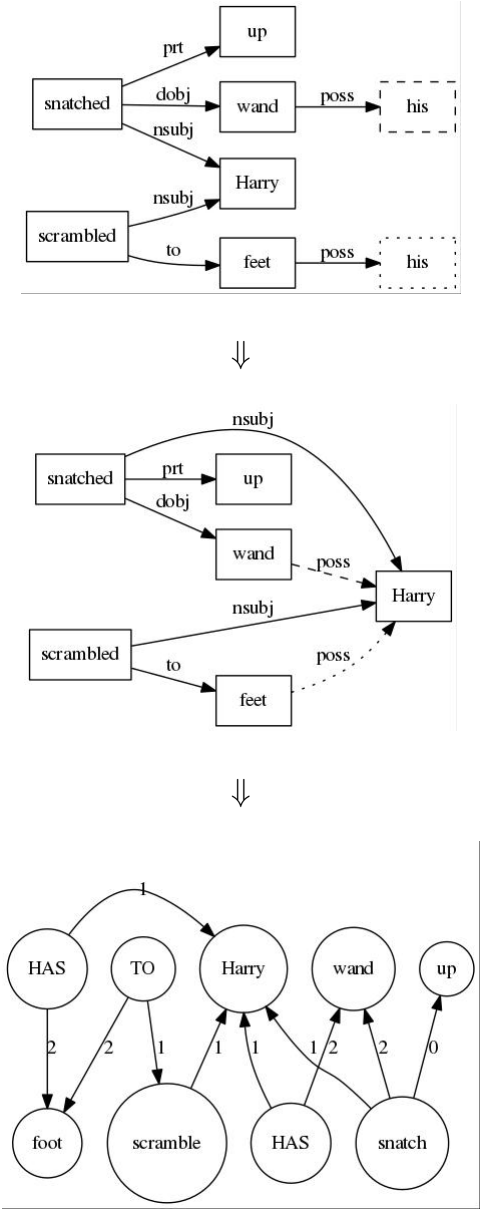 prt
up
snatched
dobj
wand
poss
his
nsubj
Harry
nsubj
scrambled
to
feet
poss
his
⇓
nsubj
snatched
prt
up
dobj
wand
poss
Harry
nsubj
scrambled
to
poss
feet
⇓
1
HAS
TO
Harry
wand
up
2
2
1
1
1
1
2
2
0
foot
scramble
HAS
snatch